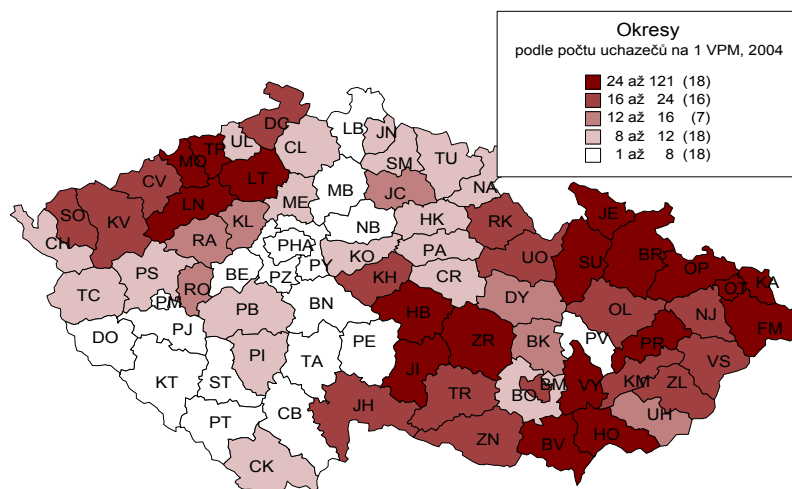 Okresy
podle počtu uchazečů na 1 VPM, 2004
24 až 121 (18)
16 až 24 (16)
12 až 16 (7)
8 až 12 (18)
1 až 8 (18)
DC
LB
UL
JN
TP
CL
MO
SM
TU
CV
LT
MB
JC
NA
LN
ME
SO
KV
KL
NB
HK
RK
JE
CH
RA
PHA
KO
PA
UO
SU
BR
OP
KA
PS
BE
PZ
PY
KH
CR
OT
TC
RO
PM
PB
BN
HB
DY
OL
NJ
FM
DO
PJ
PE
ZR
BK
PV
PR
VS
KT
PI
ST
TA
JI
BO
BM
VY
KM
ZL
PT
CB
JH
TR
UH
ZN
BV
HO
CK